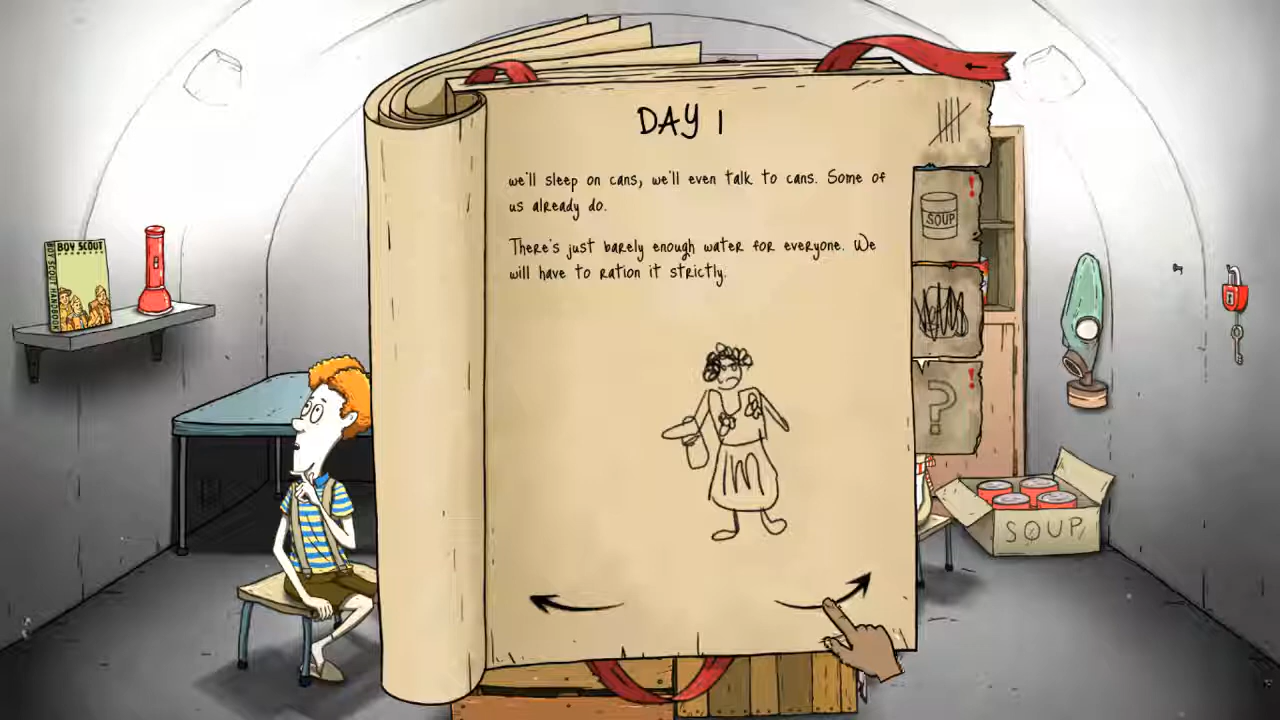 DAY 1
we'll sleep on cans, we'll even talk to cans. Some of
us already do.
There's just barely enough water for everyone. We
will have to ration it strictly.
BOY SCOUT
BOY SCOUT HANDBOOK
SOUP
!
?
!
SOUP